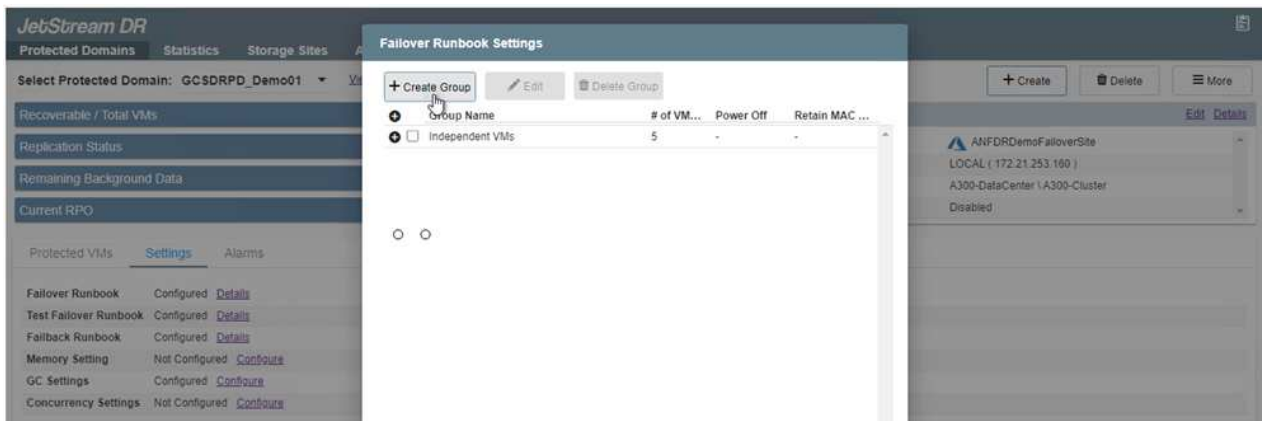 JetStream DR
Protected Domains Statistics Storage Sites A
Select Protected Domain: GCSDRPD_Demo01
+ Create Delete More
Recoverable / Total VMs
Edit Details
Replication Status
Remaining Background Data
Current RPO
ANFDRDemoFailoverSite
LOCAL ( 172.21.253.160 )
A300-DataCenter \ A300-Cluster
Disabled
Protected VMs Settings Alarms
Failover Runbook Configured Details
Test Failover Runbook Configured Details
Failback Runbook Configured Details
Memory Setting Not Configured Configure
GC Settings Configured Configure
Concurrency Settings Not Configured Configure
Failover Runbook Settings
+ Create Group Edit Delete Group
Group Name # of VM... Power Off Retain MAC ...
Independent VMs 5 - -